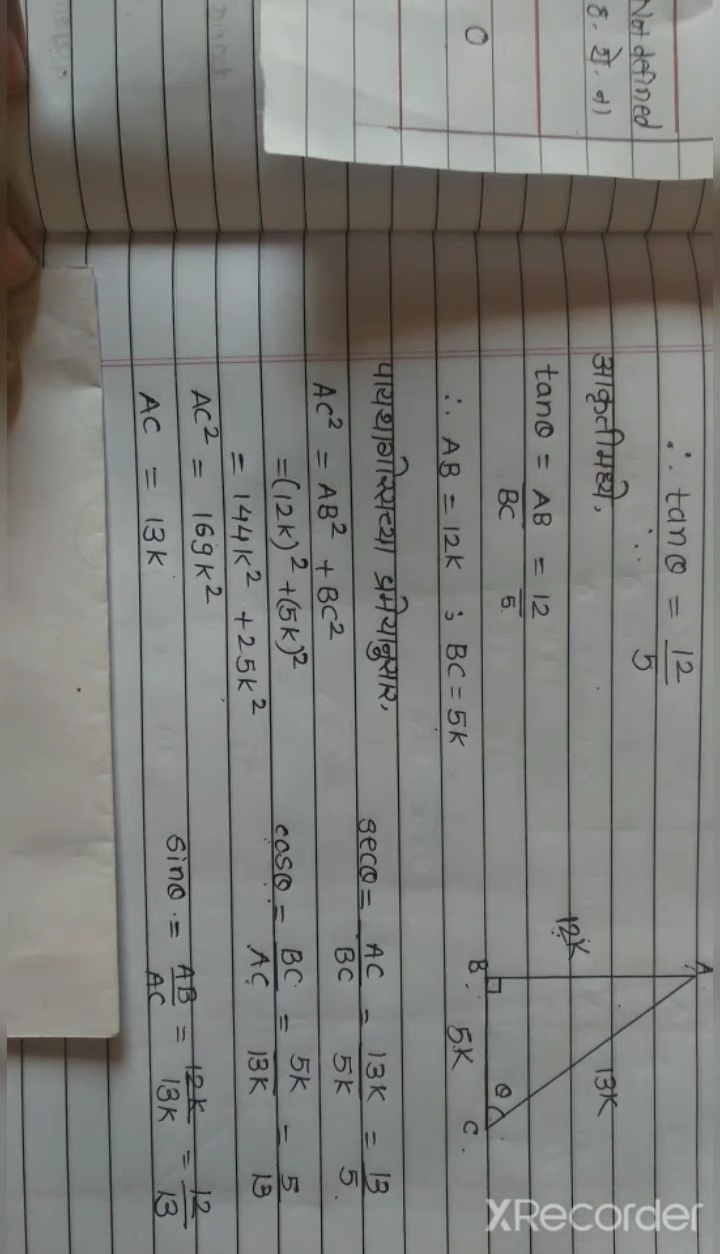 Not defined
0
∴ tanθ = 12/5
आकृतीमध्ये,
tanθ = AB/BC = 12/5
∴ AB = 12k ; BC = 5k
A
12k
13k
B
5k
θ
C
पायथागोरसच्या प्रमेयानुसार,
AC² = AB² + BC²
= (12k)² + (5k)²
= 144k² + 25k²
AC² = 169k²
AC = 13k
secθ = AC/BC = 13k/5k = 13/5
cosθ = BC/AC = 5k/13k = 5/13
sinθ = AB/AC = 12k/13k = 12/13
XRecorder